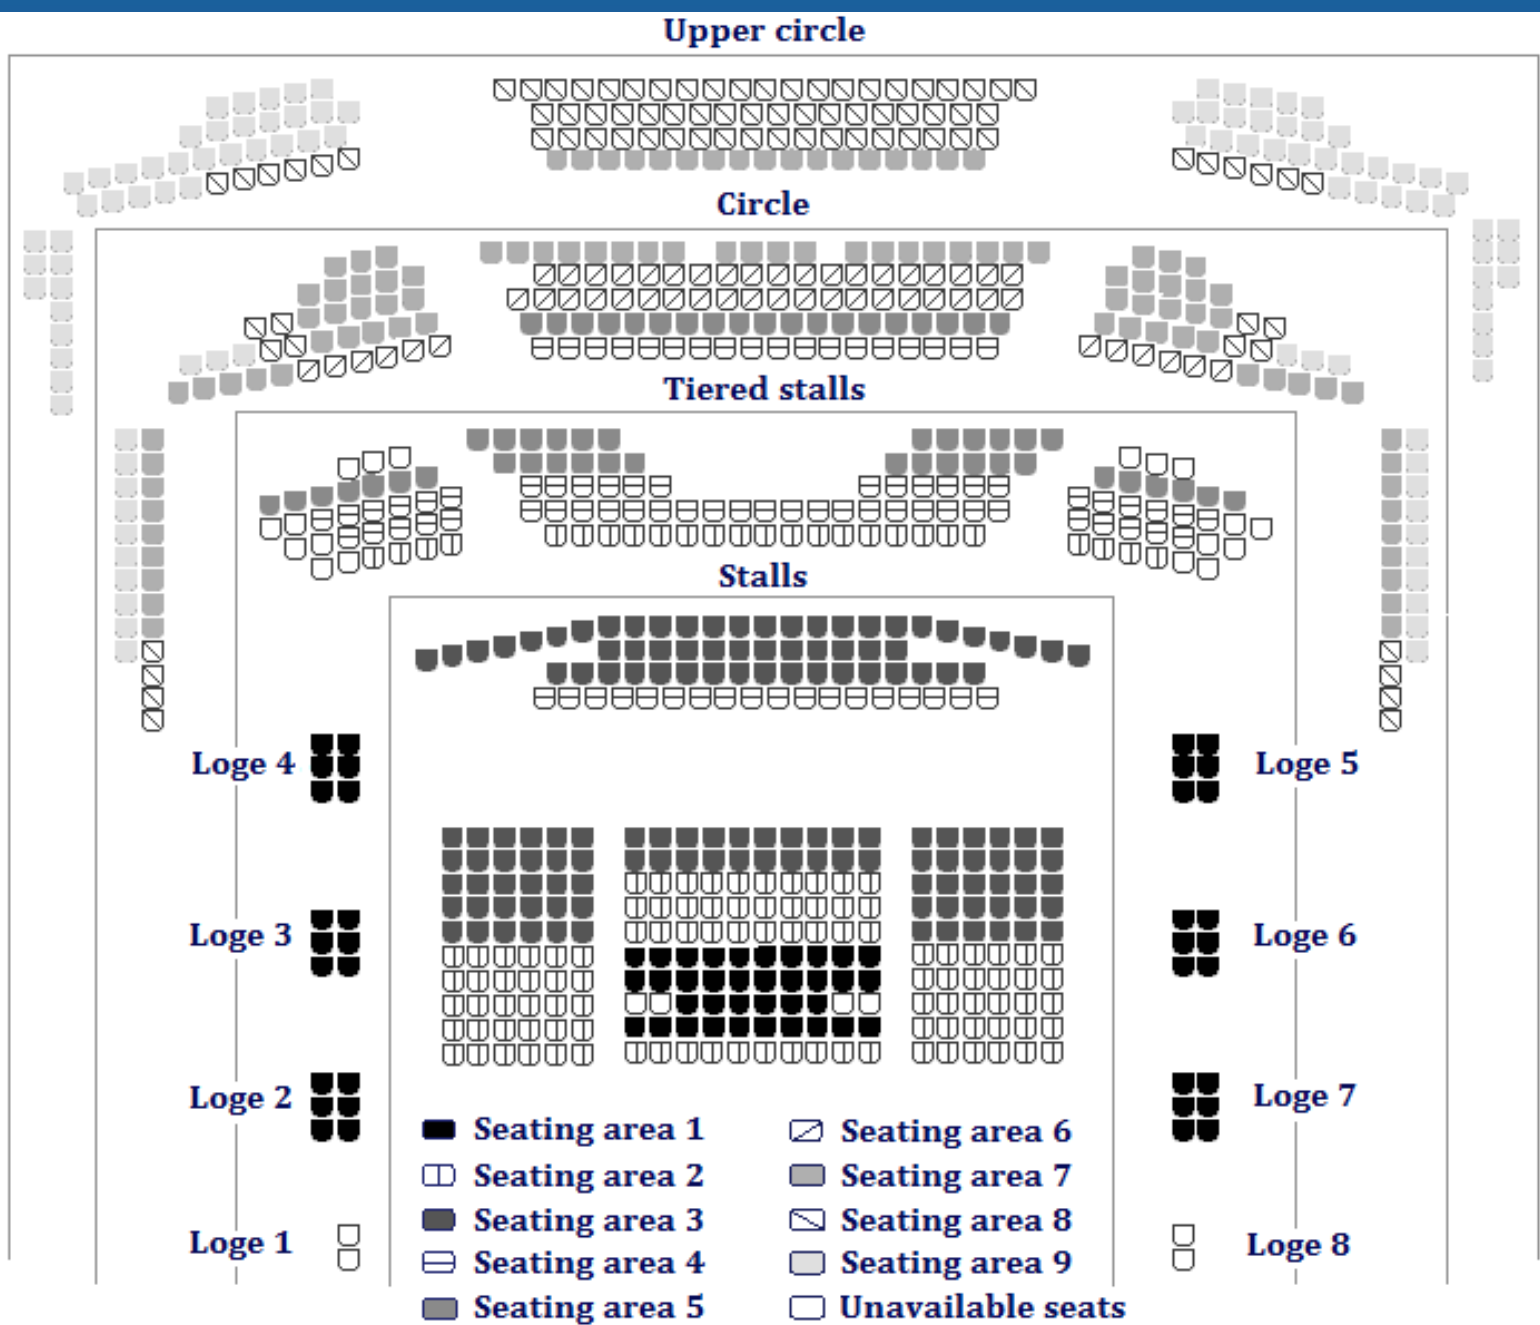 Upper circle
Circle
Tiered stalls
Stalls
Loge 4
Loge 5
Loge 3
Loge 6
Loge 2
Loge 7
Loge 1
Loge 8
Seating area 1
Seating area 2
Seating area 3
Seating area 4
Seating area 5
Seating area 6
Seating area 7
Seating area 8
Seating area 9
Unavailable seats